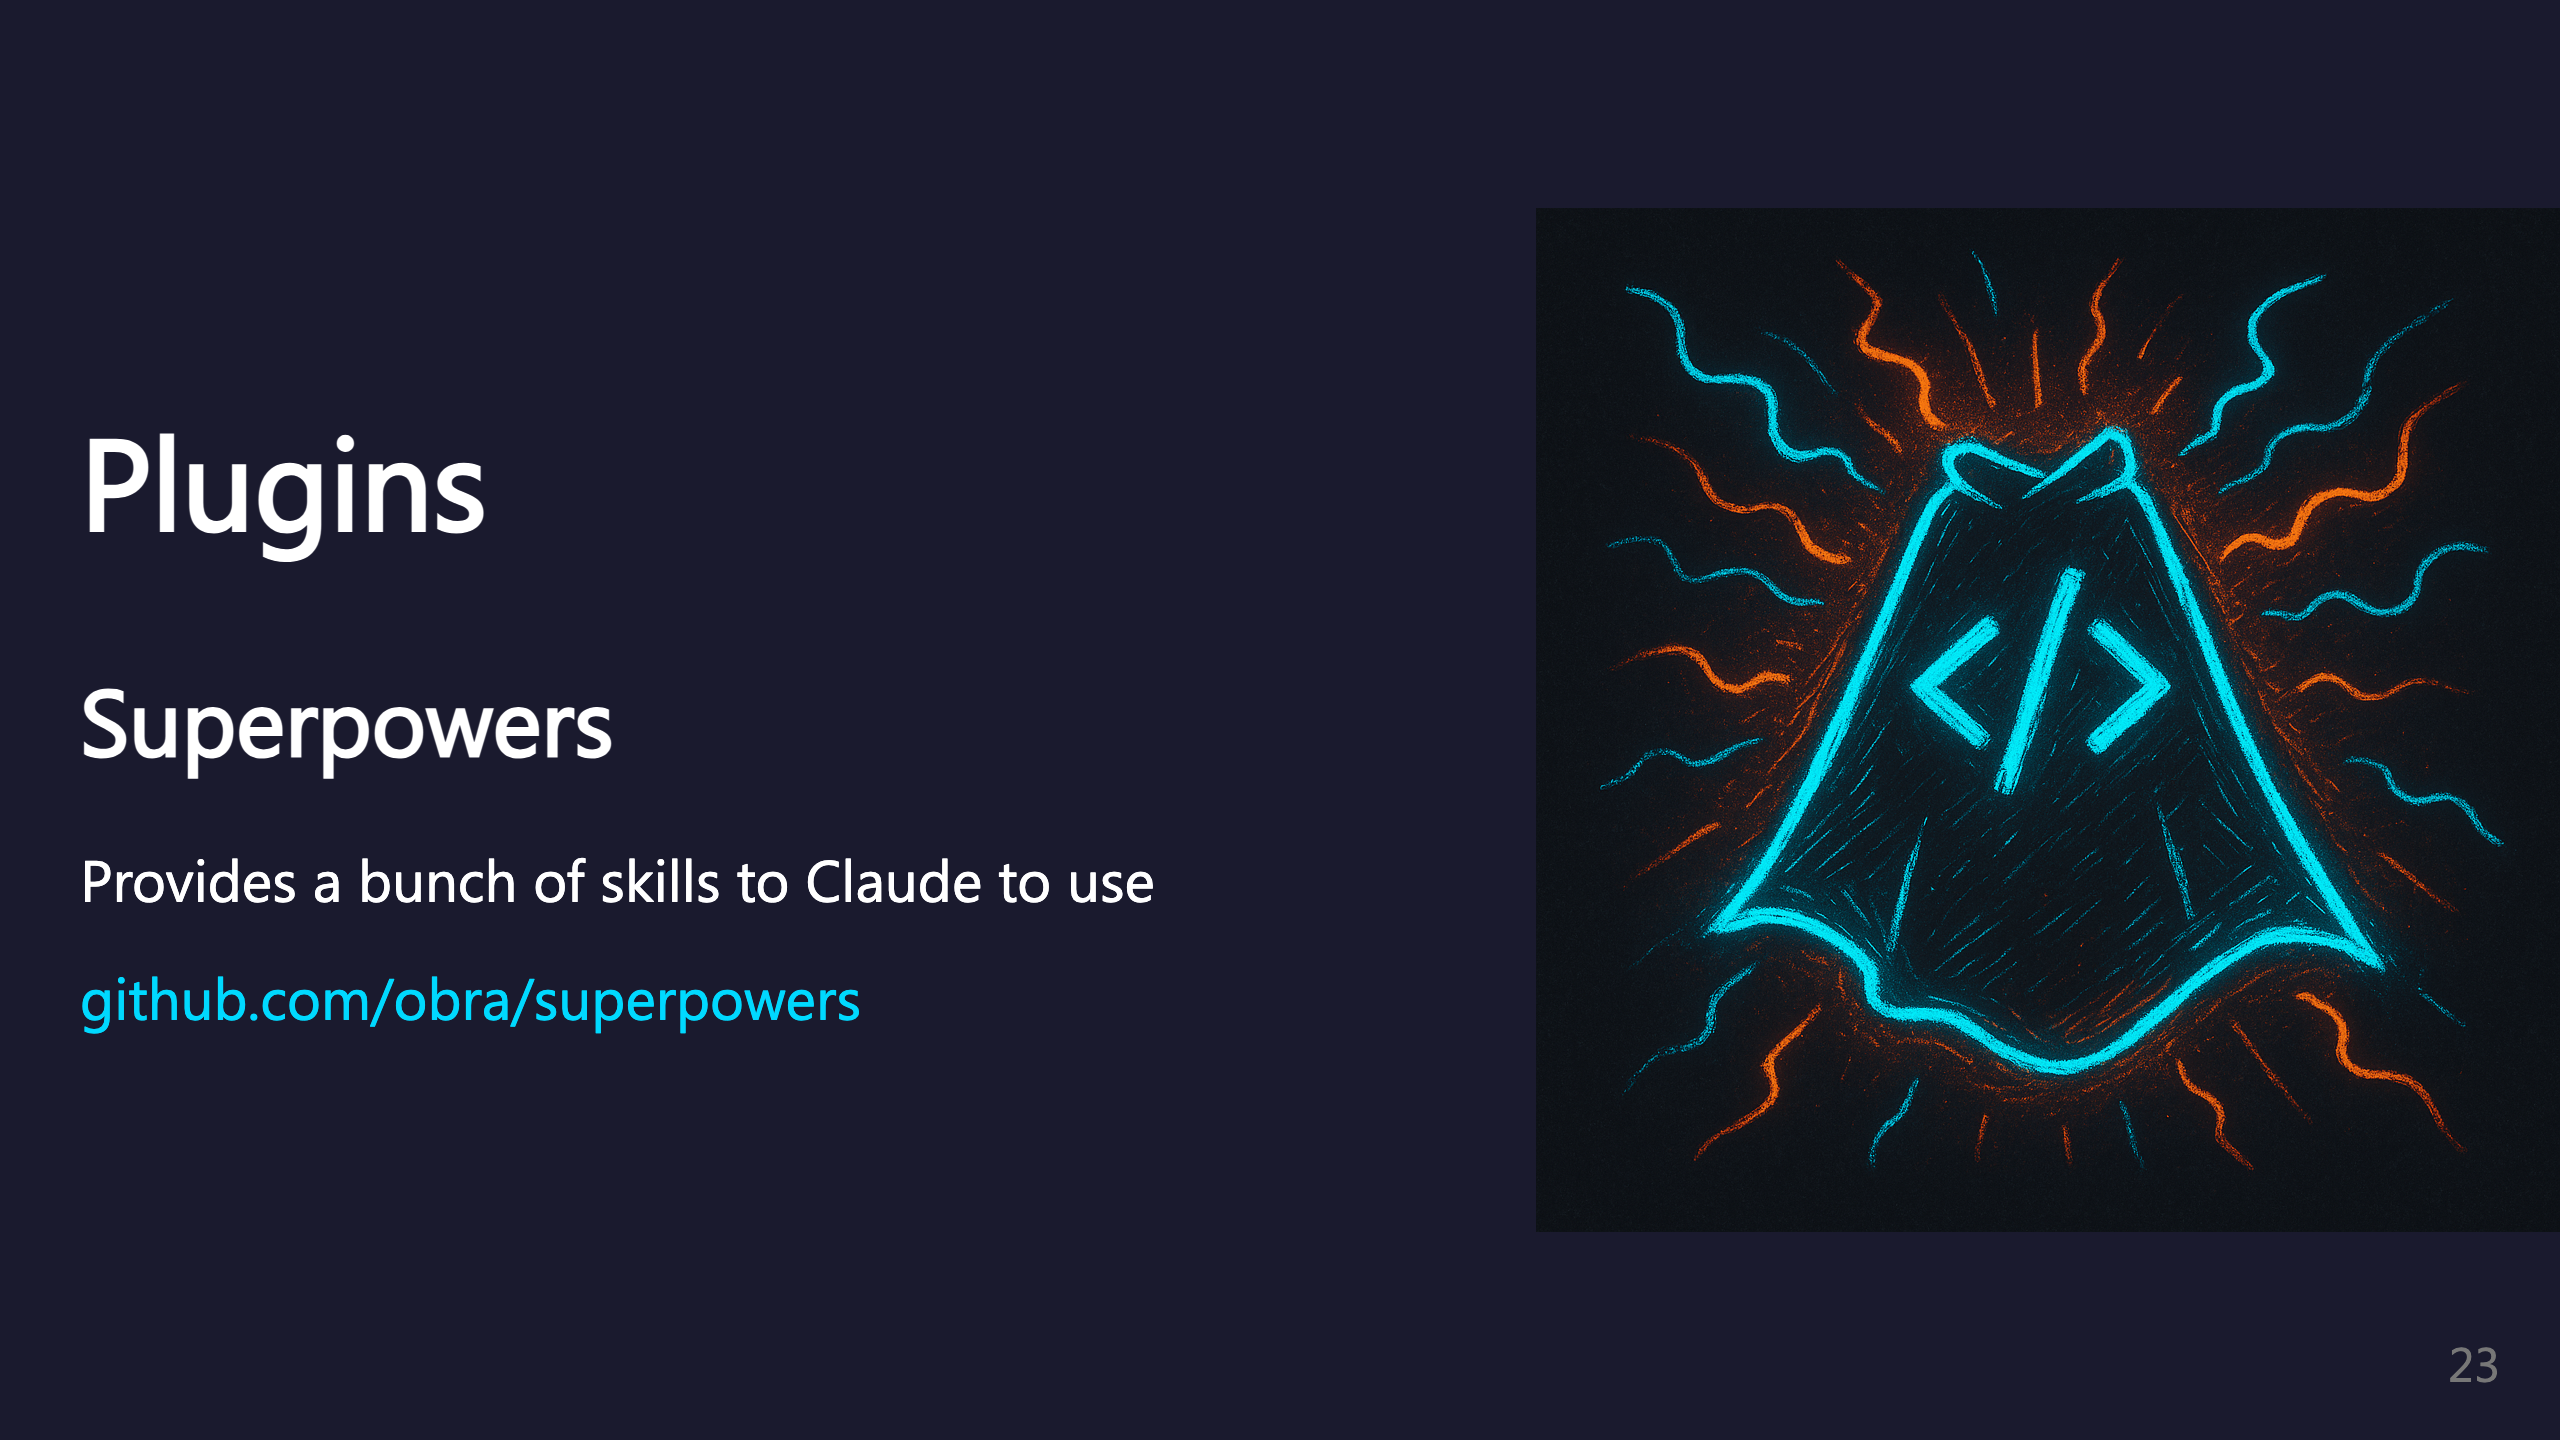 Plugins
Superpowers
Provides a bunch of skills to Claude to use
github.com/obra/superpowers
</>
23